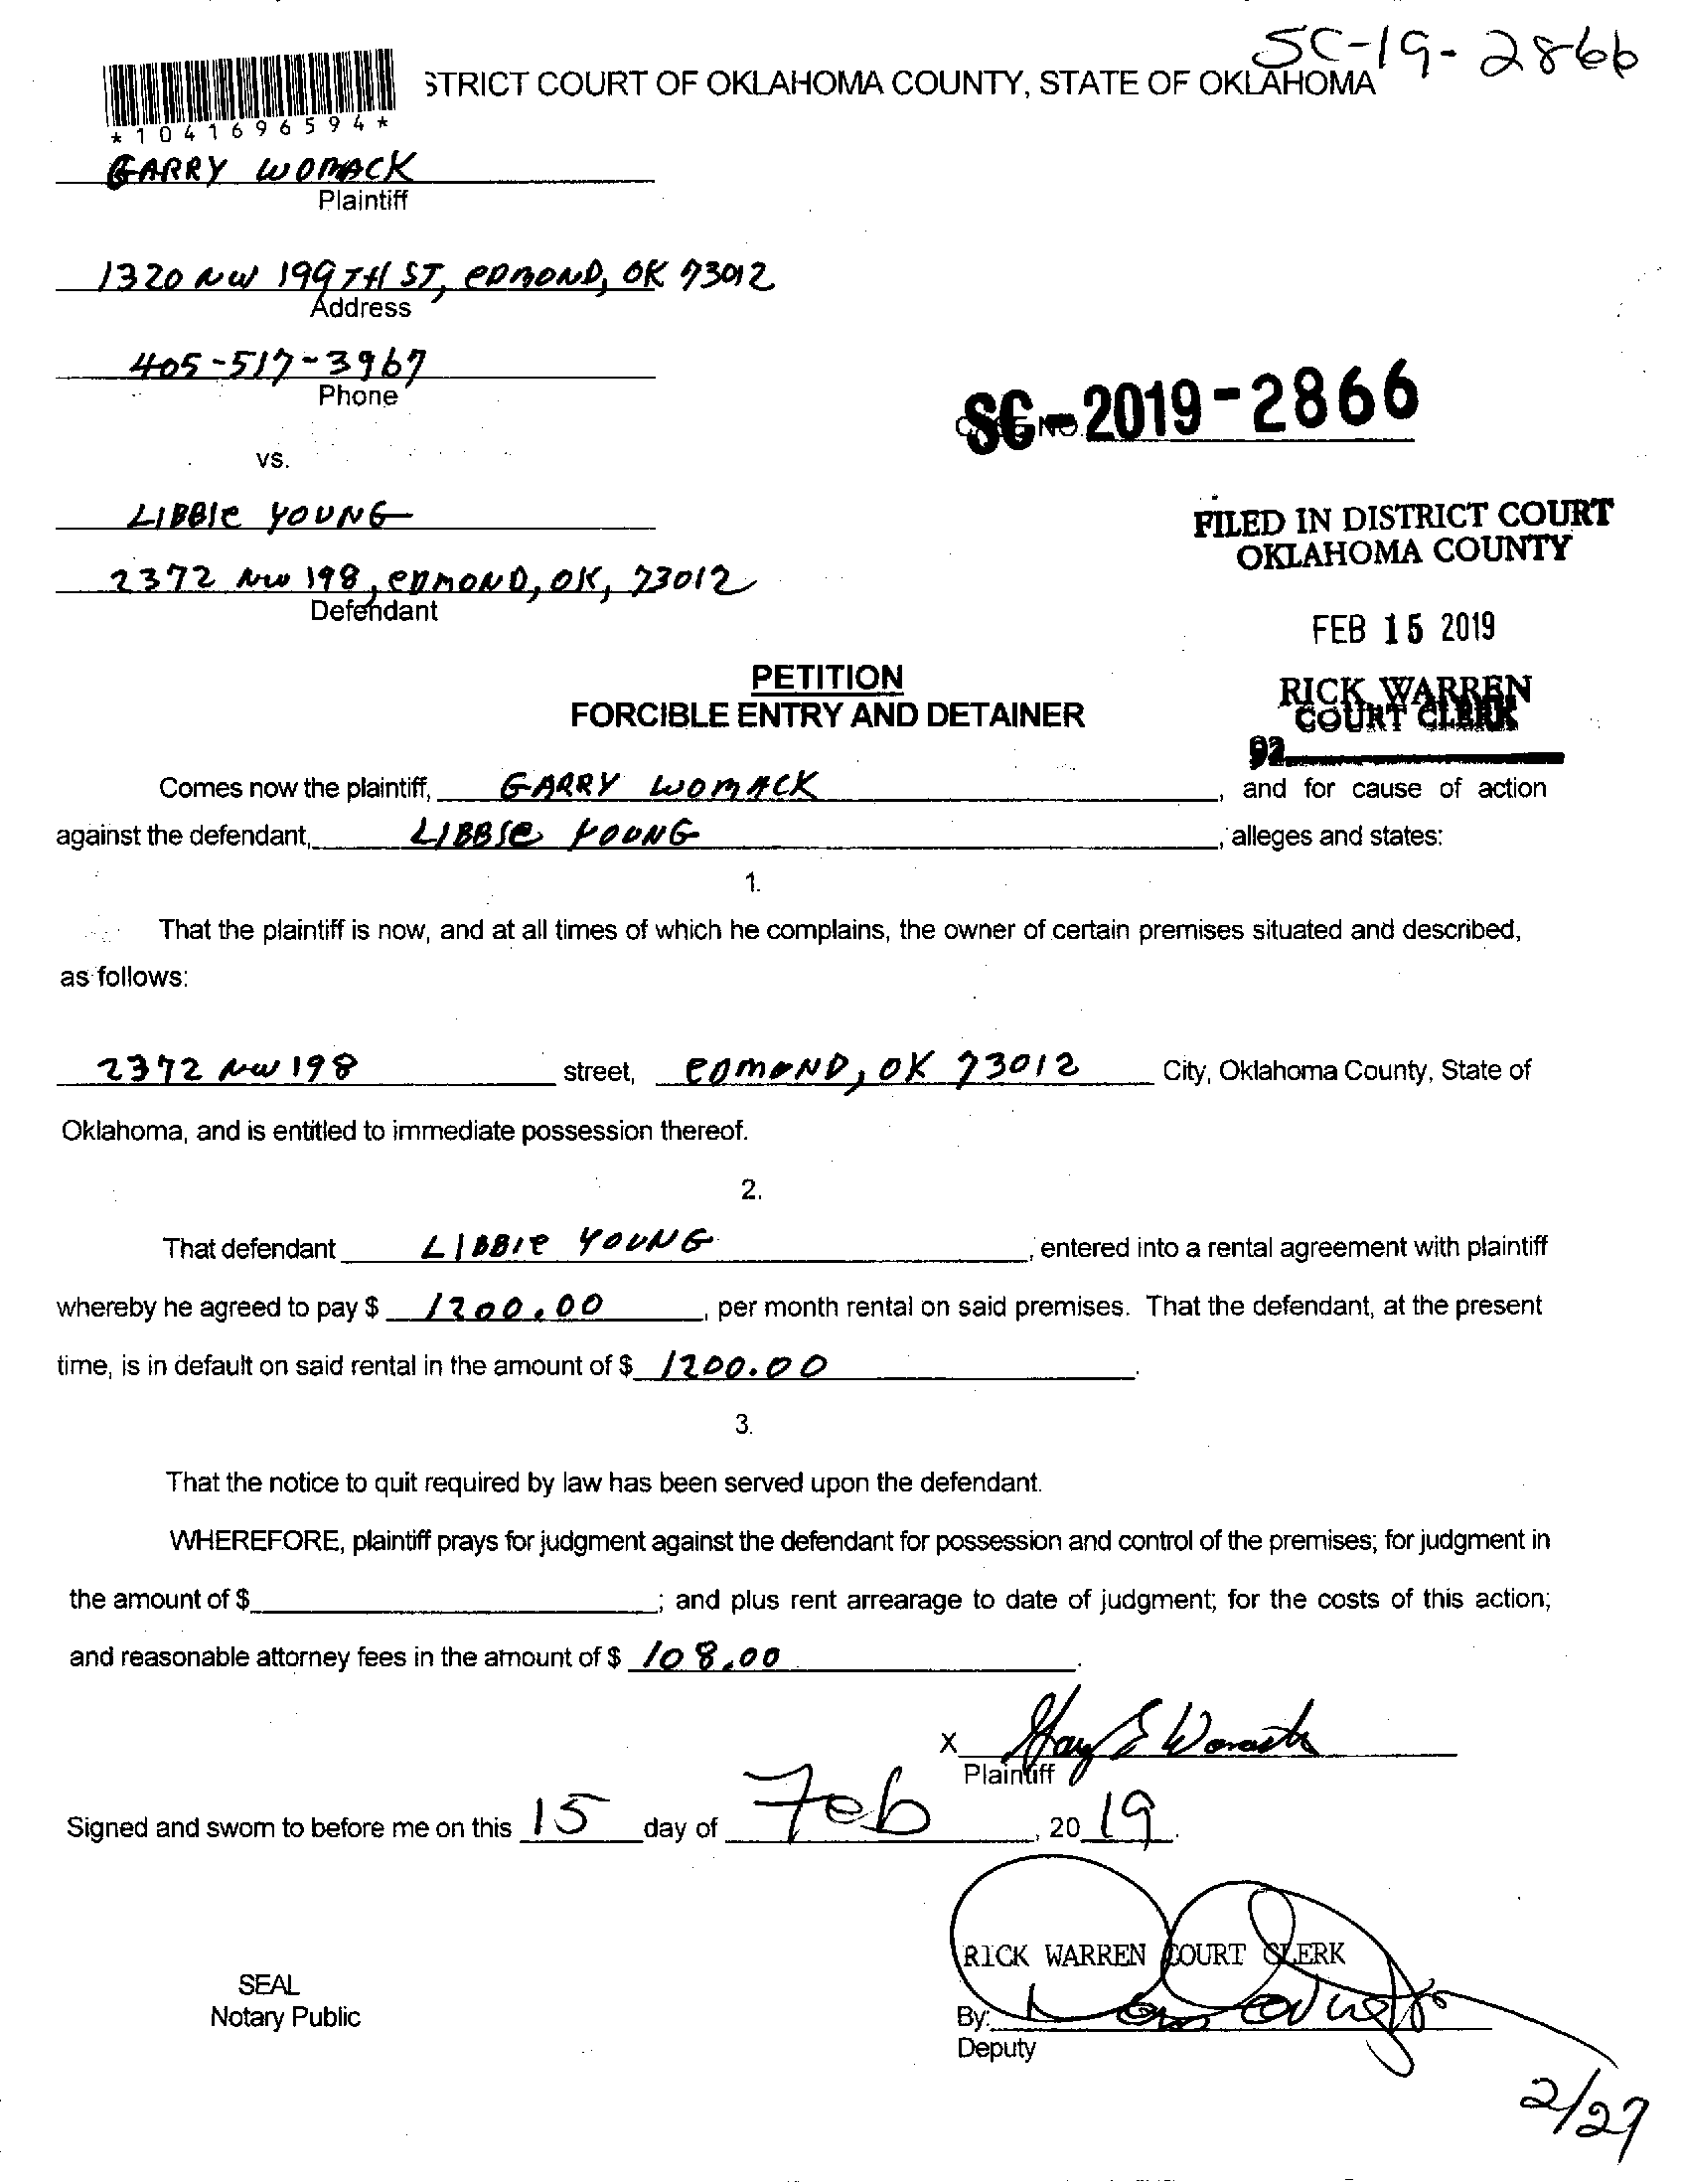 SC-19-2866
STRICT COURT OF OKLAHOMA COUNTY, STATE OF OKLAHOMA
*1041696594*
GARRY WOMACK
Plaintiff
1320 NW 199TH ST, EDMOND, OK 73012
Address
405-517-3967
Phone
SC-2019-2866
vs.
LIBBIE YOUNG
FILED IN DISTRICT COURT
OKLAHOMA COUNTY
2372 NW 198, EDMOND, OK, 73012
Defendant
FEB 15 2019
PETITION
FORCIBLE ENTRY AND DETAINER
RICK WARREN
COURT CLERK
92
Comes now the plaintiff, GARRY WOMACK, and for cause of action
against the defendant, LIBBIE YOUNG, alleges and states:
1.
That the plaintiff is now, and at all times of which he complains, the owner of certain premises situated and described,
as follows:
2372 NW 198 street, EDMOND, OK 73012 City, Oklahoma County, State of
Oklahoma, and is entitled to immediate possession thereof.
2.
That defendant LIBBIE YOUNG, entered into a rental agreement with plaintiff
whereby he agreed to pay $ 1200.00, per month rental on said premises. That the defendant, at the present
time, is in default on said rental in the amount of $ 1200.00.
3.
That the notice to quit required by law has been served upon the defendant.
WHEREFORE, plaintiff prays for judgment against the defendant for possession and control of the premises; for judgment in
the amount of $ ; and plus rent arrearage to date of judgment; for the costs of this action;
and reasonable attorney fees in the amount of $ 108.00.
X
Plaintiff
Signed and sworn to before me on this 15 day of Feb, 2019.
RICK WARREN COURT CLERK
SEAL
Notary Public
By:
Deputy
2/27